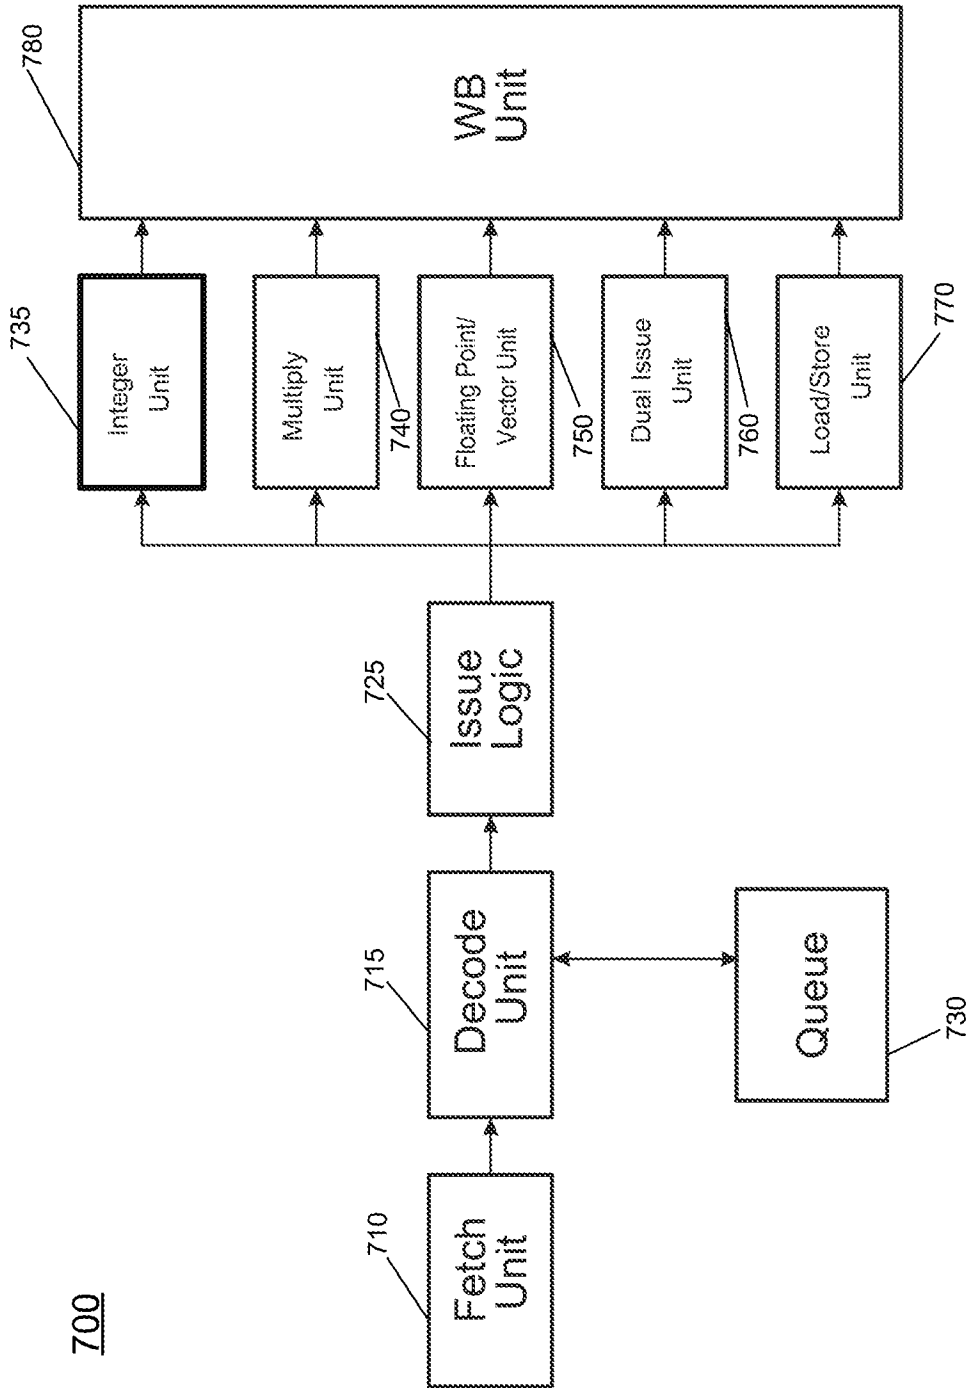 700
710
Fetch
Unit
715
Decode
Unit
Queue
730
725
Issue
Logic
735
Integer
Unit
Multiply
Unit
740
Floating Point/
Vector Unit
750
Dual Issue
Unit
760
Load/Store
Unit
770
780
WB
Unit